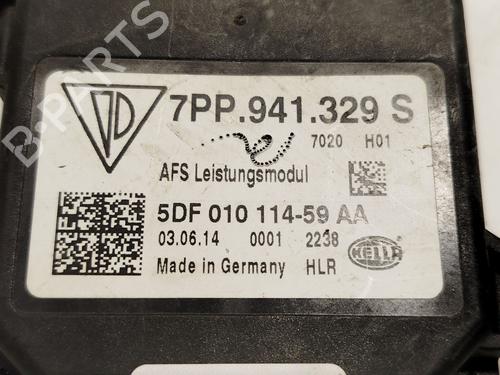 7PP.941.329 S
7020 H01
AFS Leistungsmodul
5DF 010 114-59 AA
03.06.14 0001 2238
Made in Germany HLR
HELLA
B-PARTS